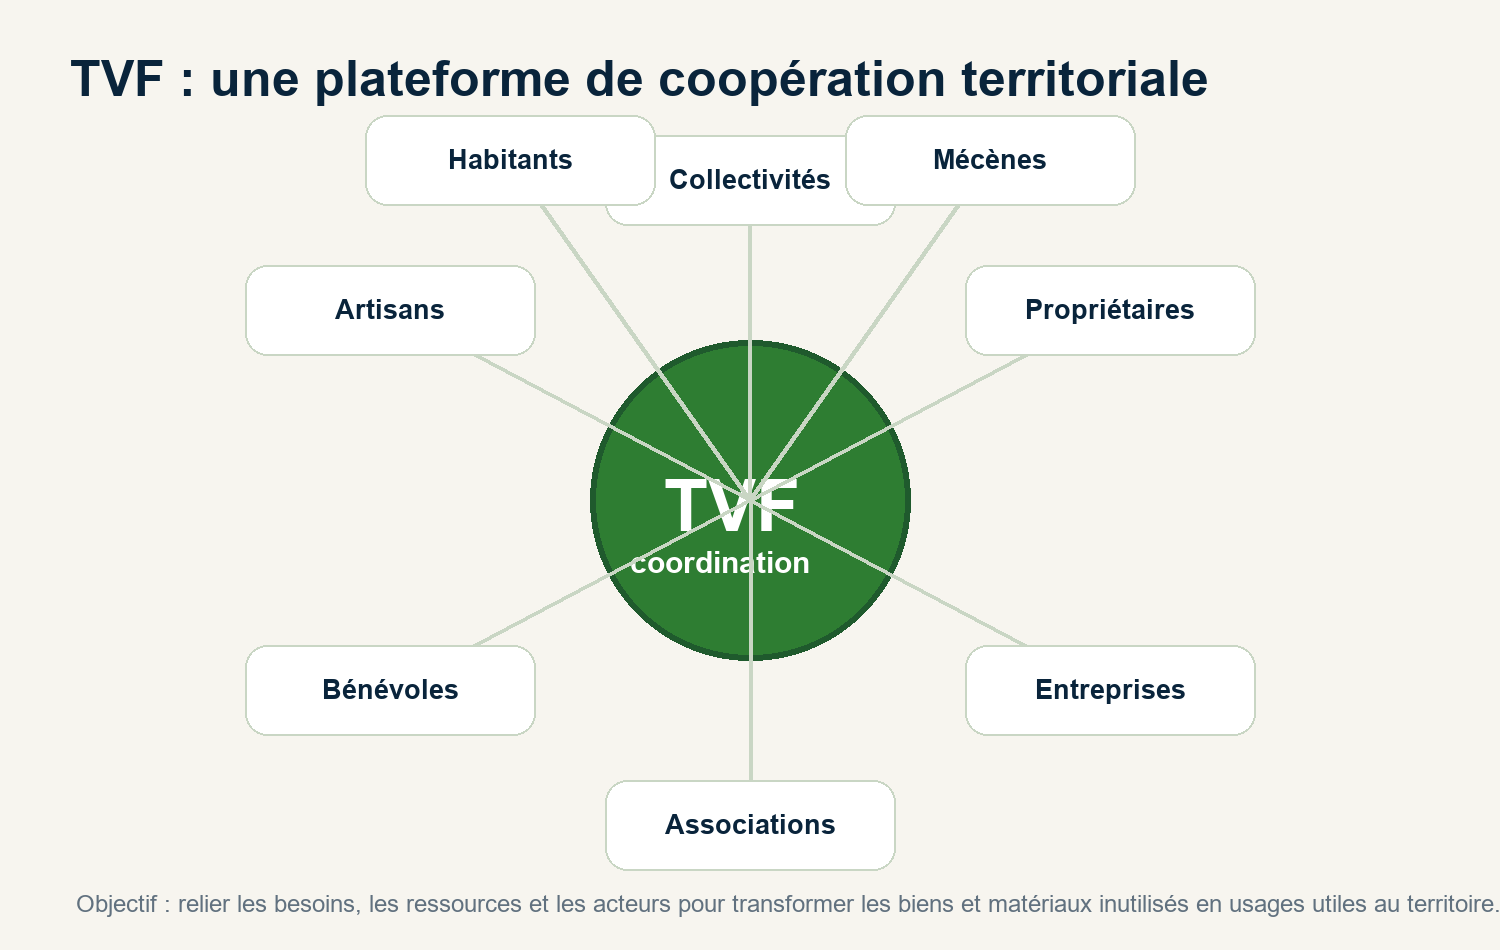 TVF : une plateforme de coopération territoriale
Habitants
Collectivités
Mécènes
Artisans
Propriétaires
TVF
coordination
Bénévoles
Entreprises
Associations
Objectif : relier les besoins, les ressources et les acteurs pour transformer les biens et matériaux inutilisés en usages utiles au territoire.